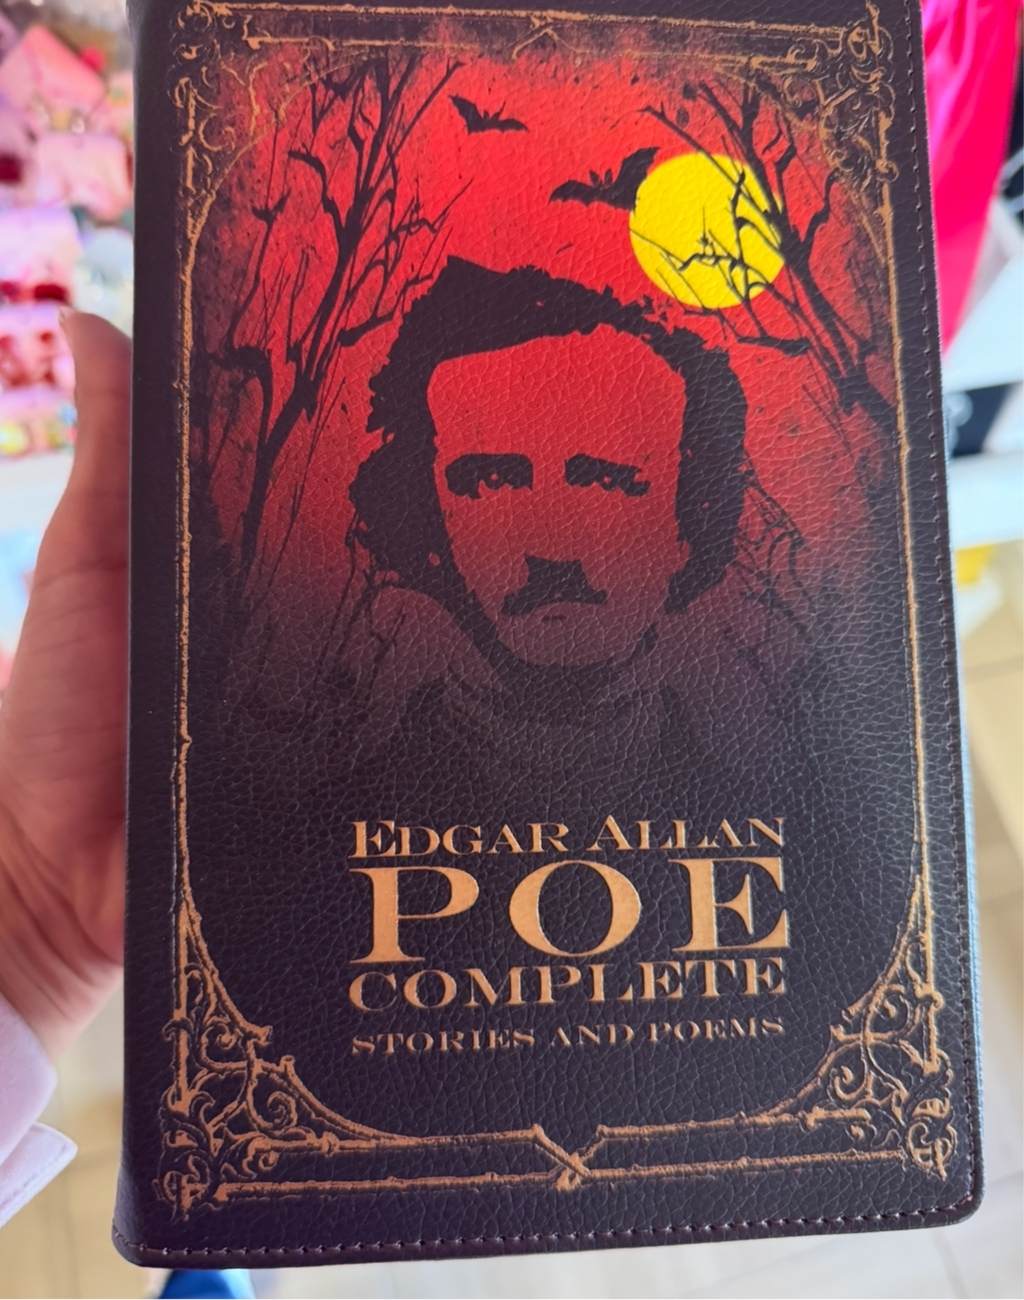 EDGAR ALLAN
POE
COMPLETE
STORIES AND POEMS